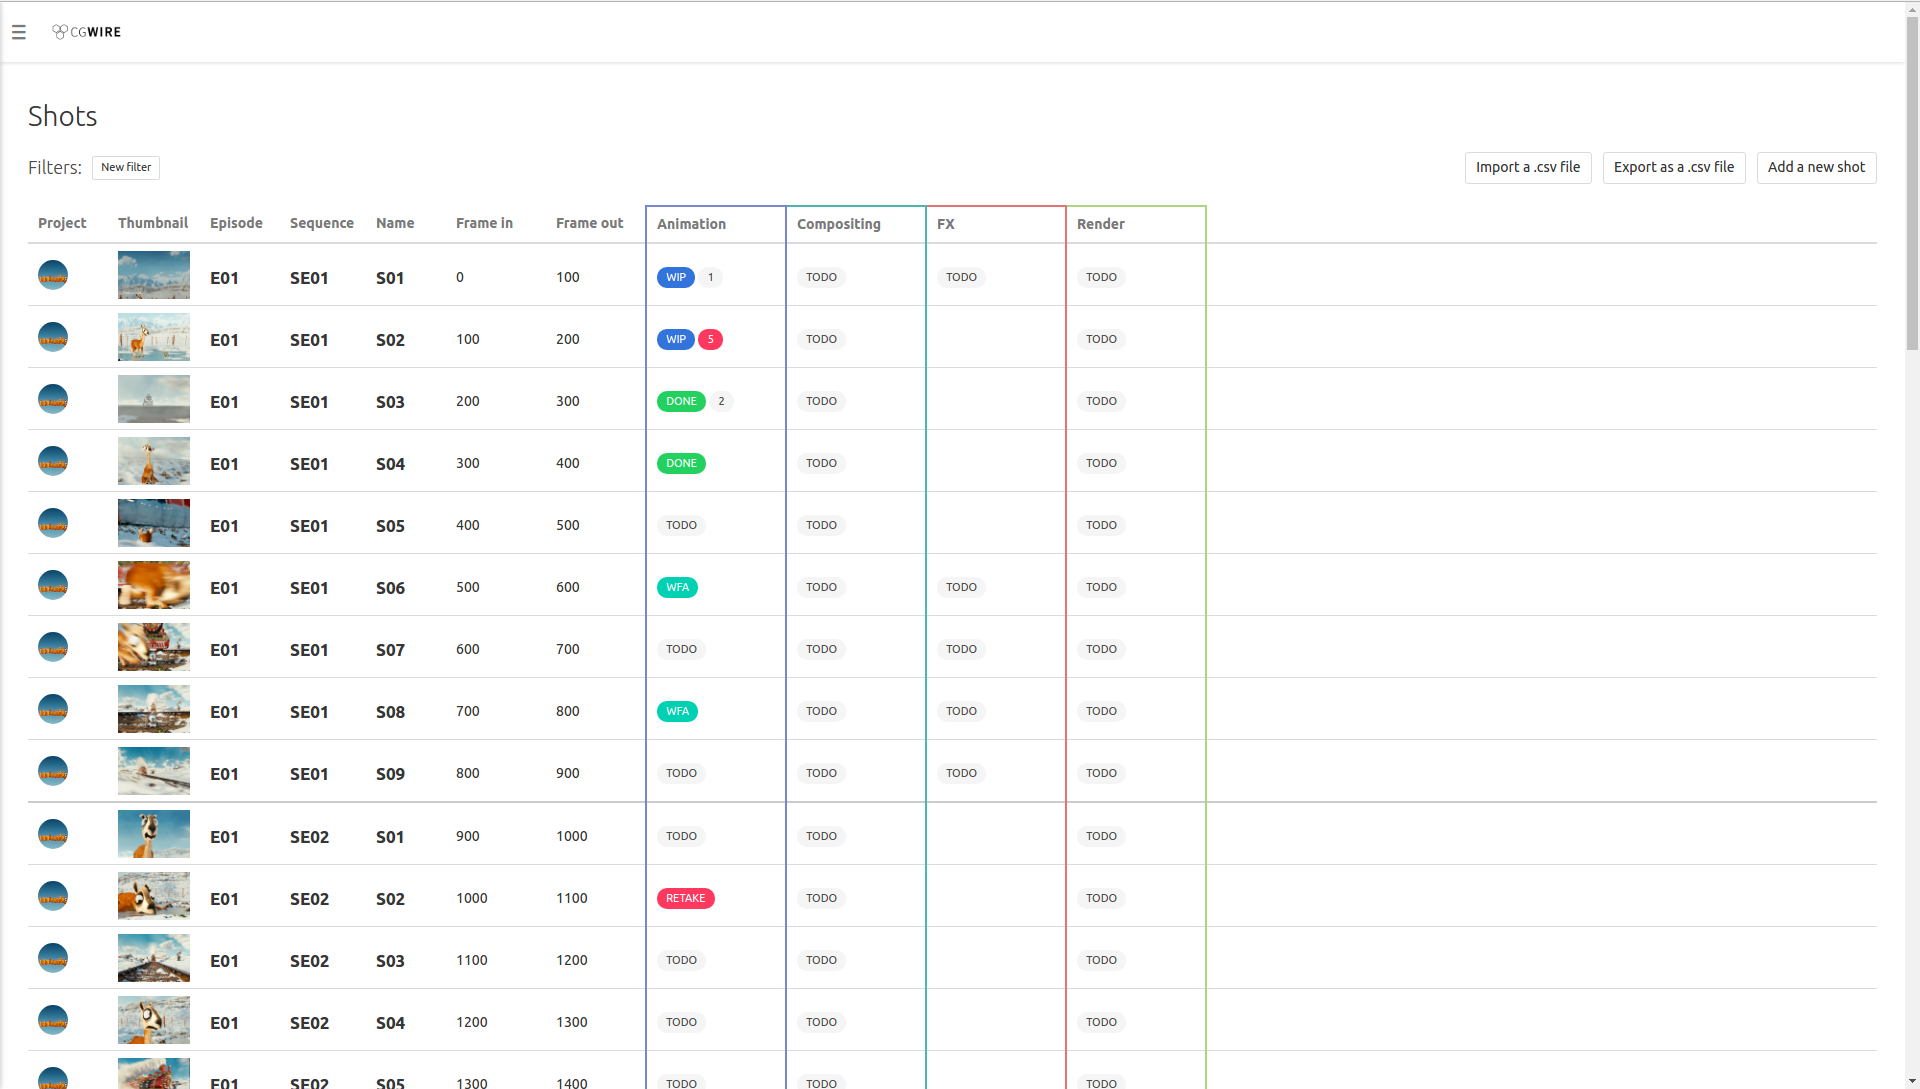 CGWIRE
Shots
Filters: New filter Import a .csv file Export as a .csv file Add a new shot
Project Thumbnail Episode Sequence Name Frame in Frame out Animation Compositing FX Render
E01 SE01 S01 0 100 WIP 1 TODO TODO TODO
E01 SE01 S02 100 200 WIP 5 TODO TODO
E01 SE01 S03 200 300 DONE 2 TODO TODO
E01 SE01 S04 300 400 DONE TODO TODO
E01 SE01 S05 400 500 TODO TODO TODO
E01 SE01 S06 500 600 WFA TODO TODO TODO
E01 SE01 S07 600 700 TODO TODO TODO TODO
E01 SE01 S08 700 800 WFA TODO TODO TODO
E01 SE01 S09 800 900 TODO TODO TODO TODO
E01 SE02 S01 900 1000 TODO TODO TODO
E01 SE02 S02 1000 1100 RETAKE TODO TODO
E01 SE02 S03 1100 1200 TODO TODO TODO
E01 SE02 S04 1200 1300 TODO TODO TODO
E01 SE02 S05 1300 1400 TODO TODO TODO